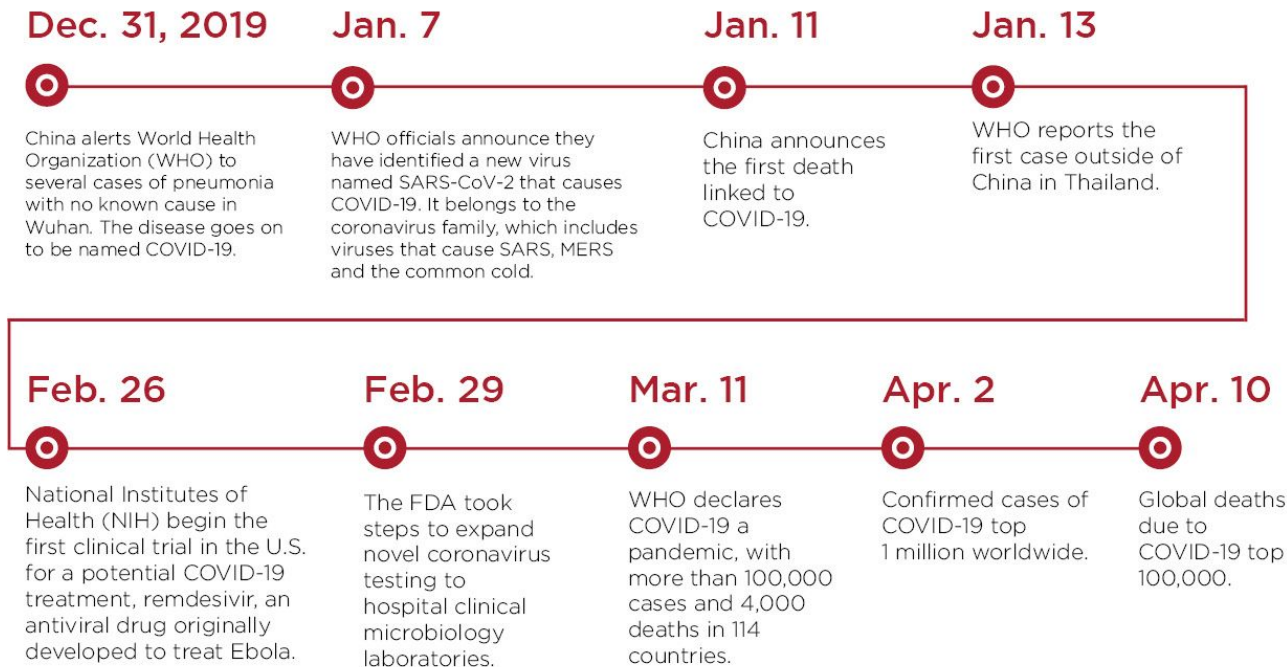 Dec. 31, 2019
China alerts World Health
Organization (WHO) to
several cases of pneumonia
with no known cause in
Wuhan. The disease goes on
to be named COVID-19.
Jan. 7
WHO officials announce they
have identified a new virus
named SARS-CoV-2 that causes
COVID-19. It belongs to the
coronavirus family, which includes
viruses that cause SARS, MERS
and the common cold.
Jan. 11
China announces
the first death
linked to
COVID-19.
Jan. 13
WHO reports the
first case outside of
China in Thailand.
Feb. 26
National Institutes of
Health (NIH) begin the
first clinical trial in the U.S.
for a potential COVID-19
treatment, remdesivir, an
antiviral drug originally
developed to treat Ebola.
Feb. 29
The FDA took
steps to expand
novel coronavirus
testing to
hospital clinical
microbiology
laboratories.
Mar. 11
WHO declares
COVID-19 a
pandemic, with
more than 100,000
cases and 4,000
deaths in 114
countries.
Apr. 2
Confirmed cases of
COVID-19 top
1 million worldwide.
Apr. 10
Global deaths
due to
COVID-19 top
100,000.